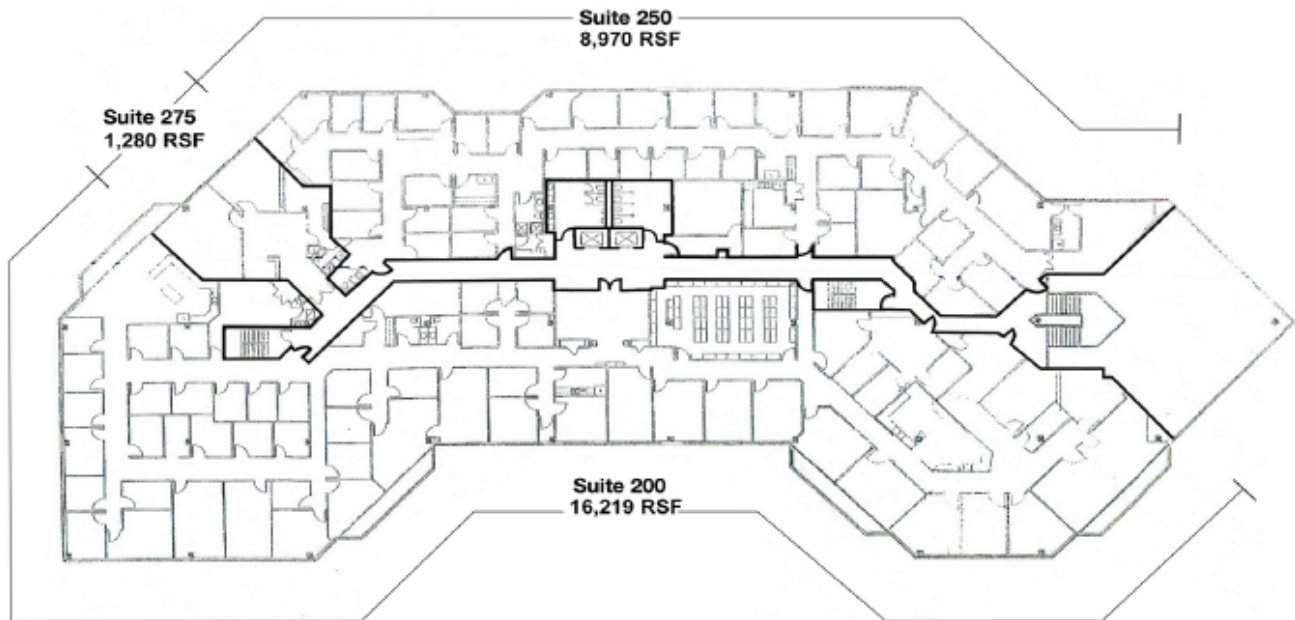 Suite 250
8,970 RSF
Suite 275
1,280 RSF
Suite 200
16,219 RSF